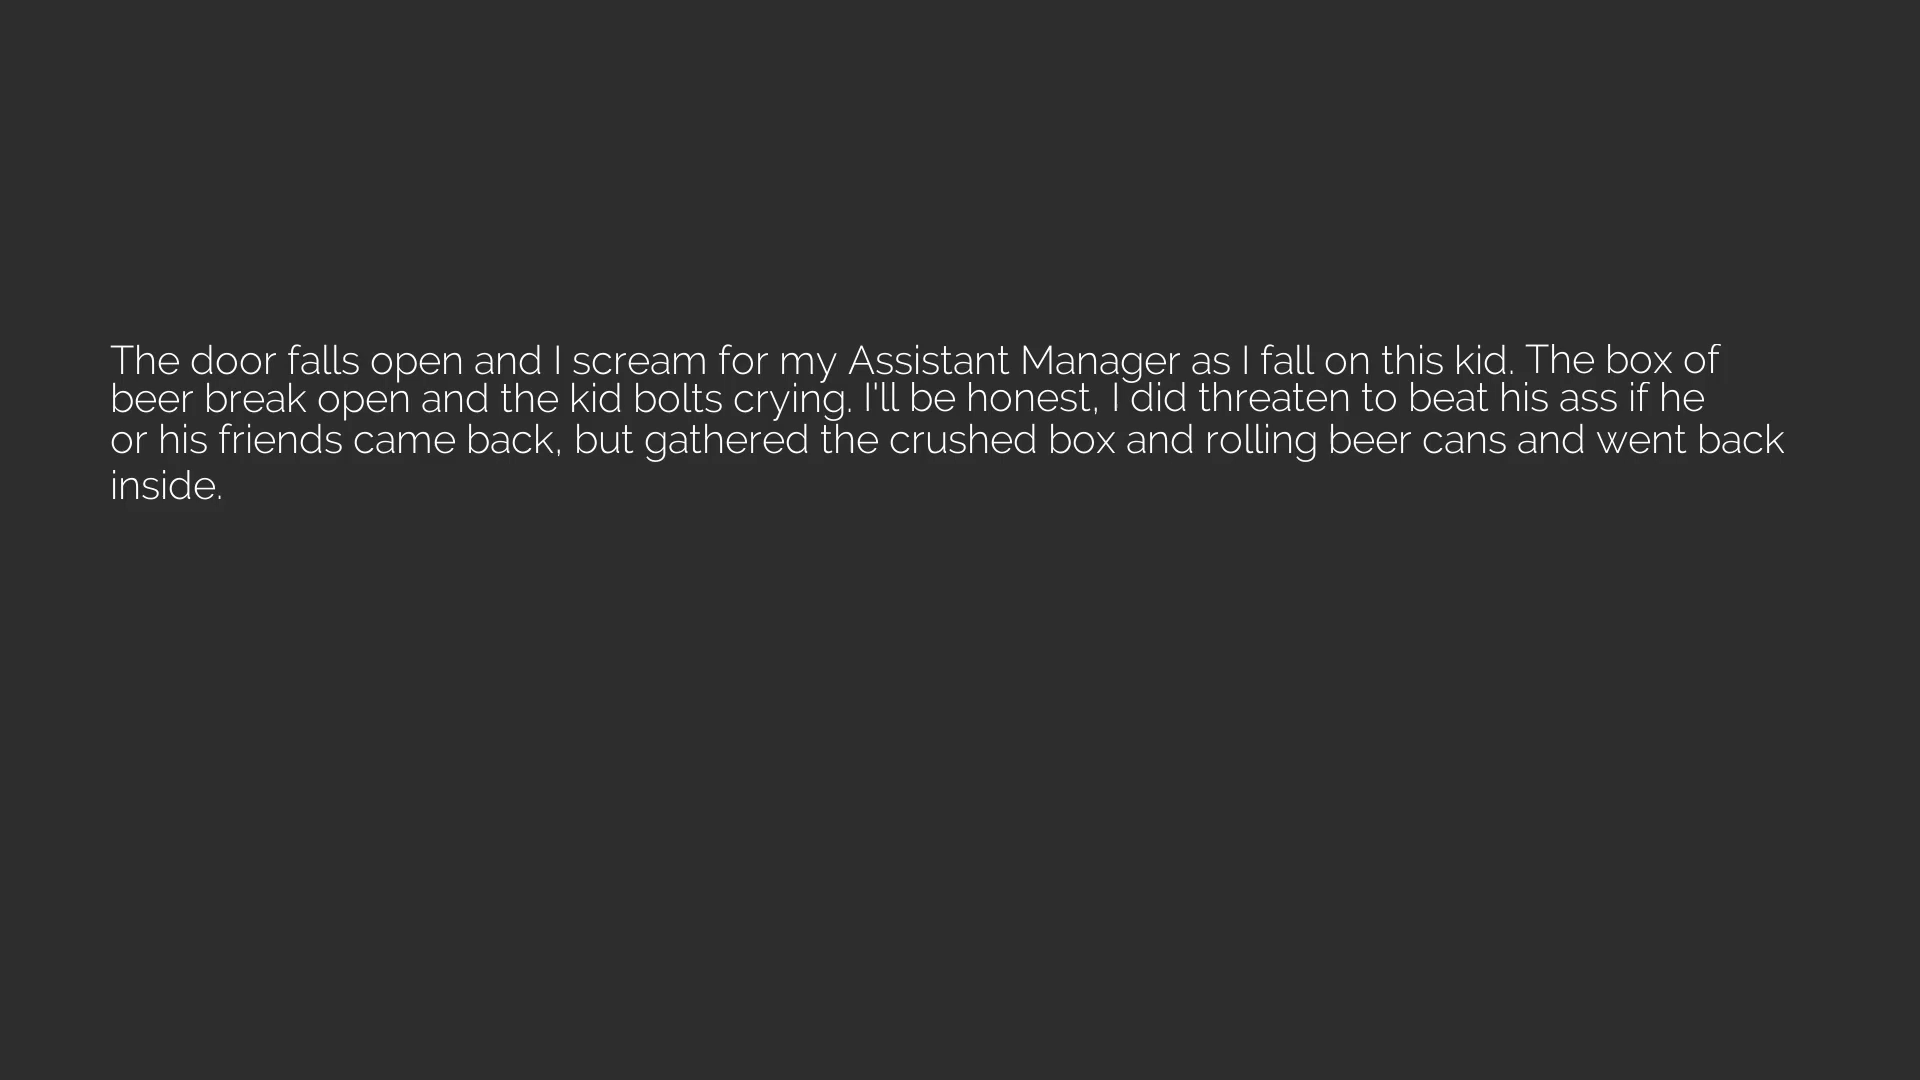 The door falls open and I scream for my Assistant Manager as I fall on this kid. The box of
beer break open and the kid bolts crying. I'll be honest, I did threaten to beat his ass if he
or his friends came back, but gathered the crushed box and rolling beer cans and went back
inside.